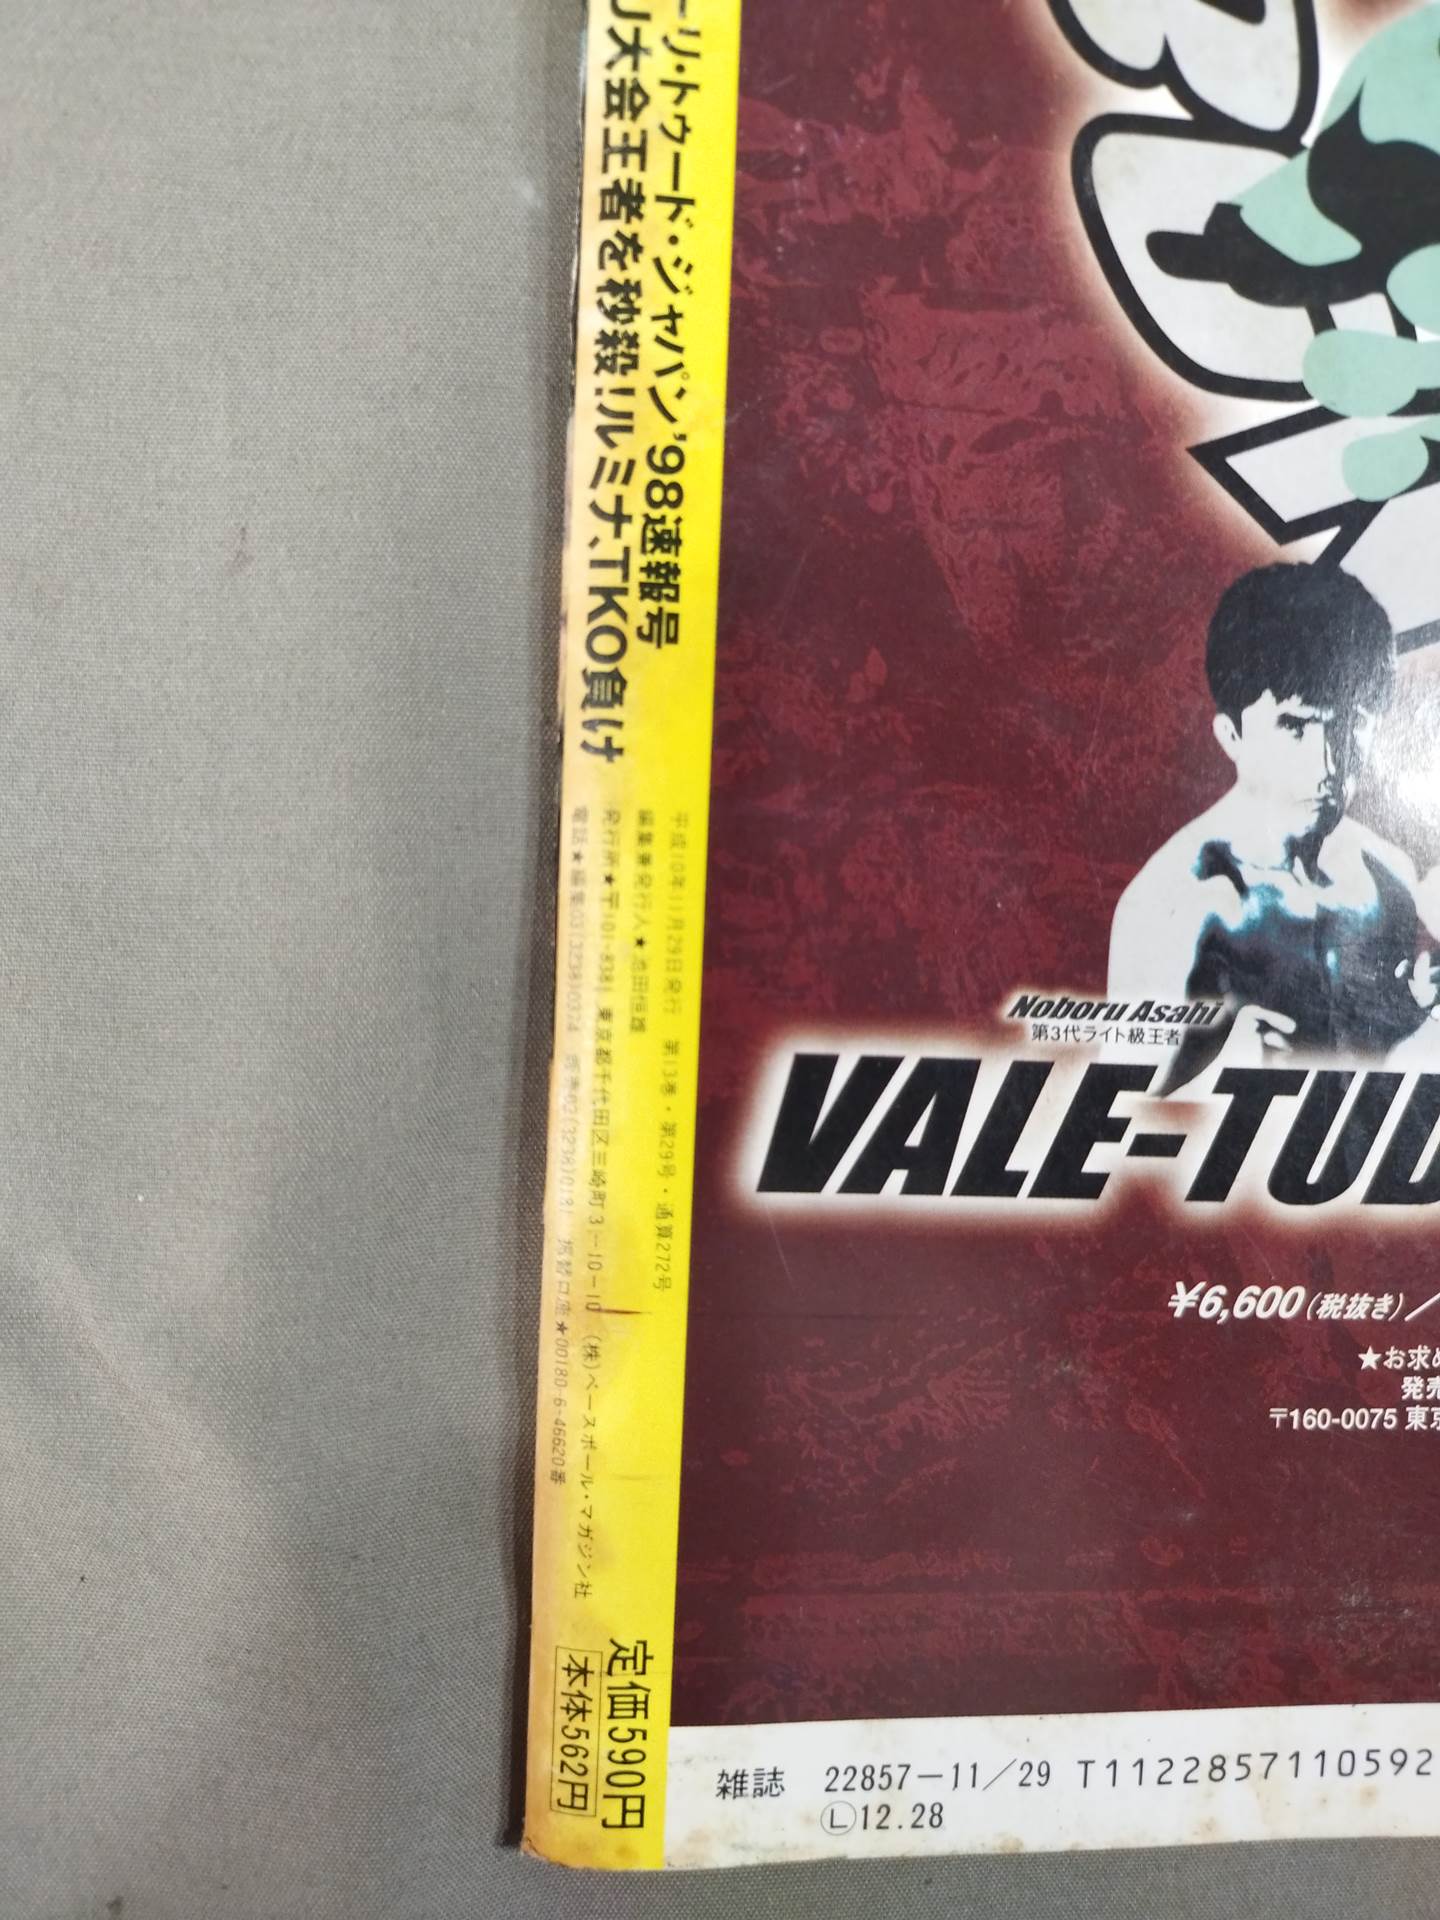 ーリ・トゥード・ジャパン'98速報号
J大会王者を秒殺!ルミナ、TKO負け
平成10年11月29日発行 第13巻・第29号・通算272号
編集兼発行人★池田恒雄
発行所★〒101-8381 東京都千代田区三崎町3-10-10 (株)ベースボール・マガジン社
電話★編集03(3238)0324 販売03(3238)0181 振替口座★00180-6-46620番
定価590円
本体562円
Noboru Asahi
第3代ライト級王者
VALE-TUD
¥6,600(税抜き)/
★お求め
発売
〒160-0075 東京
雑誌 22857-11/29 T1122857110592
Ⓛ12.28